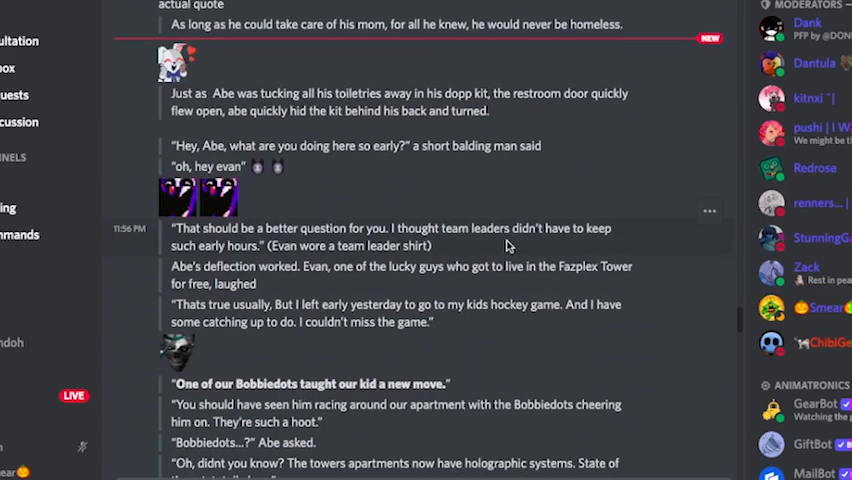 actual quote
As long as he could take care of his mom, for all he knew, he would never be homeless.
NEW
Just as Abe was tucking all his toiletries away in his dopp kit, the restroom door quickly
flew open, abe quickly hid the kit behind his back and turned.
"Hey, Abe, what are you doing here so early?" a short balding man said
"oh, hey evan"
11:56 PM
"That should be a better question for you. I thought team leaders didn't have to keep
such early hours." (Evan wore a team leader shirt)
Abe's deflection worked. Evan, one of the lucky guys who got to live in the Fazplex Tower
for free, laughed
"Thats true usually, But I left early yesterday to go to my kids hockey game. And I have
some catching up to do. I couldn't miss the game."
"One of our Bobbiedots taught our kid a new move."
"You should have seen him racing around our apartment with the Bobbiedots cheering
him on. They're such a hoot."
"Bobbiedots...?" Abe asked.
"Oh, didnt you know? The towers apartments now have holographic systems. State of
ultation
ox
uests
cussion
NNELS
ing
mmands
ndoh
LIVE
near
MODERATORS
Dank
PFP by @DON
Dantula
kitnxi ~|
pushi | I W
We might be th
Redrose
renners...
StunningGa
Zack
Rest in pea
Smear
ChibiGe
ANIMATRONICS
GearBot
Watching the g
GiftBot
MailBot